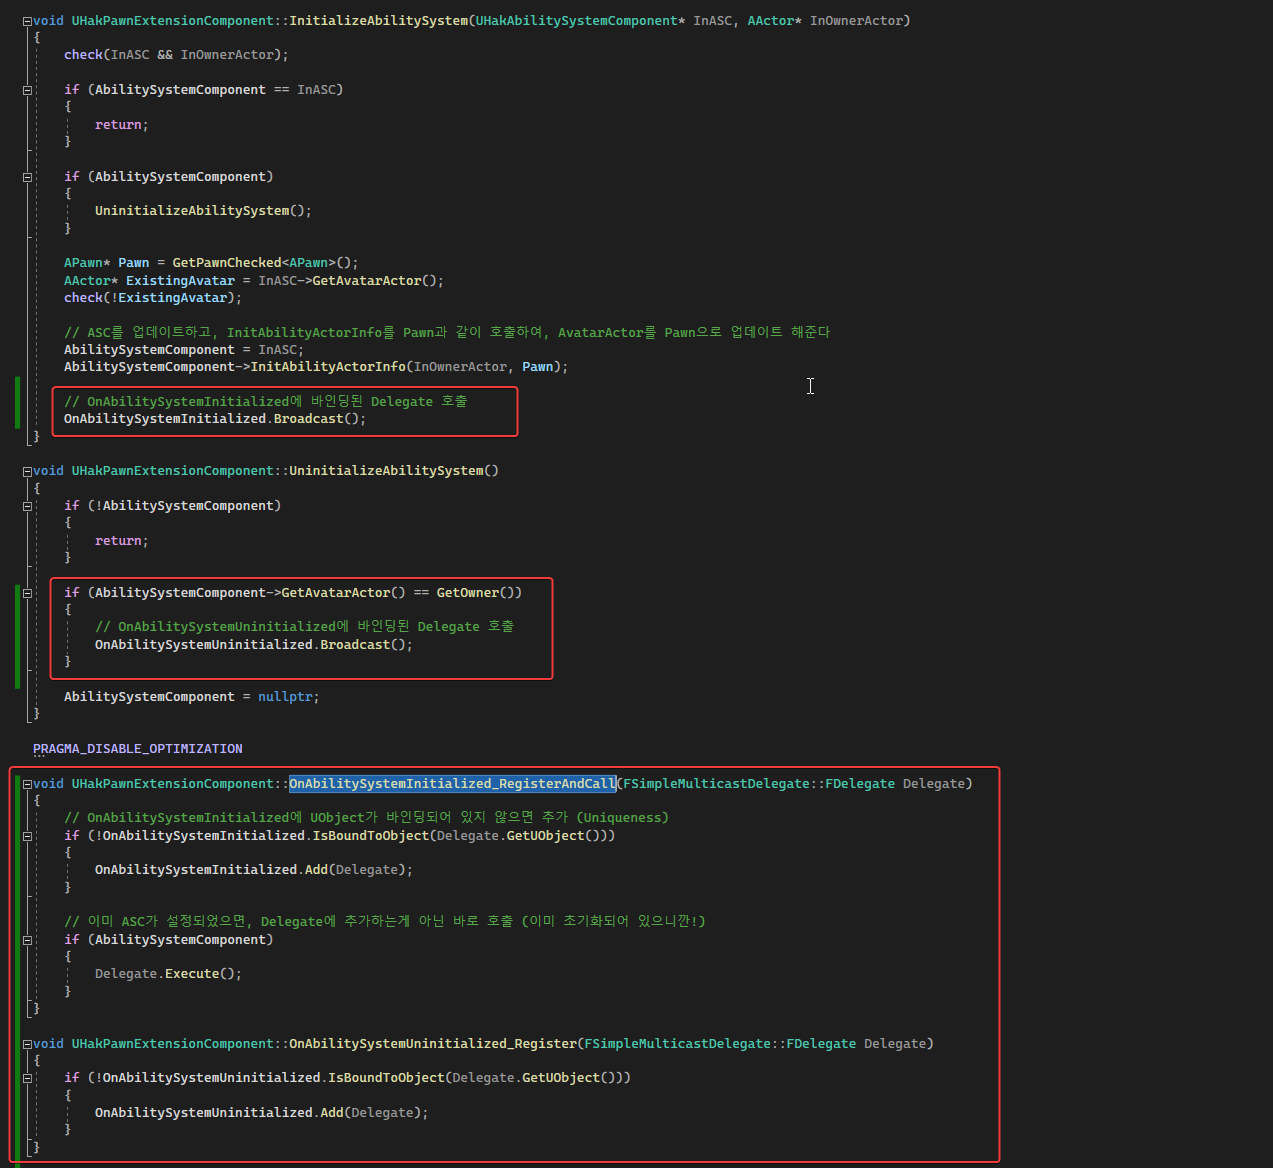 void UHakPawnExtensionComponent::InitializeAbilitySystem(UHakAbilitySystemComponent* InASC, AActor* InOwnerActor)
{
    check(InASC && InOwnerActor);
    if (AbilitySystemComponent == InASC)
    {
        return;
    }
    if (AbilitySystemComponent)
    {
        UninitializeAbilitySystem();
    }
    APawn* Pawn = GetPawnChecked<APawn>();
    AActor* ExistingAvatar = InASC->GetAvatarActor();
    check(!ExistingAvatar);
    // ASC를 업데이트하고, InitAbilityActorInfo를 Pawn과 같이 호출하여, AvatarActor를 Pawn으로 업데이트 해준다
    AbilitySystemComponent = InASC;
    AbilitySystemComponent->InitAbilityActorInfo(InOwnerActor, Pawn);
    // OnAbilitySystemInitialized에 바인딩된 Delegate 호출
    OnAbilitySystemInitialized.Broadcast();
}
void UHakPawnExtensionComponent::UninitializeAbilitySystem()
{
    if (!AbilitySystemComponent)
    {
        return;
    }
    if (AbilitySystemComponent->GetAvatarActor() == GetOwner())
    {
        // OnAbilitySystemUninitialized에 바인딩된 Delegate 호출
        OnAbilitySystemUninitialized.Broadcast();
    }
    AbilitySystemComponent = nullptr;
}
PRAGMA_DISABLE_OPTIMIZATION
void UHakPawnExtensionComponent::OnAbilitySystemInitialized_RegisterAndCall(FSimpleMulticastDelegate::FDelegate Delegate)
{
    // OnAbilitySystemInitialized에 UObject가 바인딩되어 있지 않으면 추가 (Uniqueness)
    if (!OnAbilitySystemInitialized.IsBoundToObject(Delegate.GetUObject()))
    {
        OnAbilitySystemInitialized.Add(Delegate);
    }
    // 이미 ASC가 설정되었으면, Delegate에 추가하는게 아닌 바로 호출 (이미 초기화되어 있으니깐!)
    if (AbilitySystemComponent)
    {
        Delegate.Execute();
    }
}
void UHakPawnExtensionComponent::OnAbilitySystemUninitialized_Register(FSimpleMulticastDelegate::FDelegate Delegate)
{
    if (!OnAbilitySystemUninitialized.IsBoundToObject(Delegate.GetUObject()))
    {
        OnAbilitySystemUninitialized.Add(Delegate);
    }
}